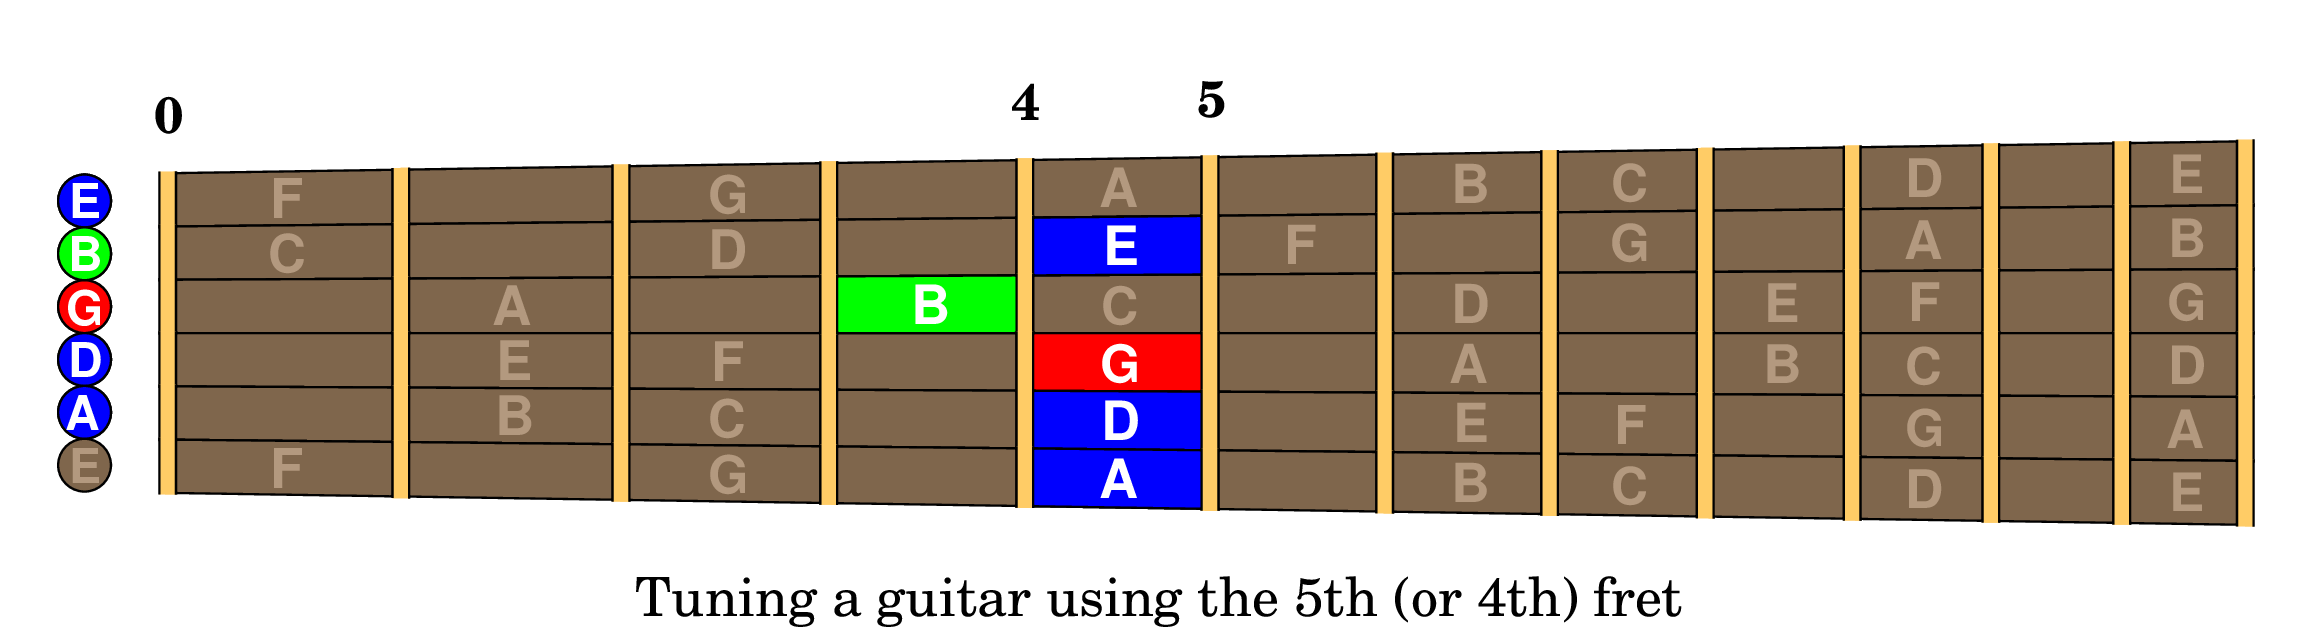 0 4 5
E F G A B C D E
B C D E F G A B
G A B C D E F G
D E F G A B C D
A B C D E F G A
E F G A B C D E
Tuning a guitar using the 5th (or 4th) fret